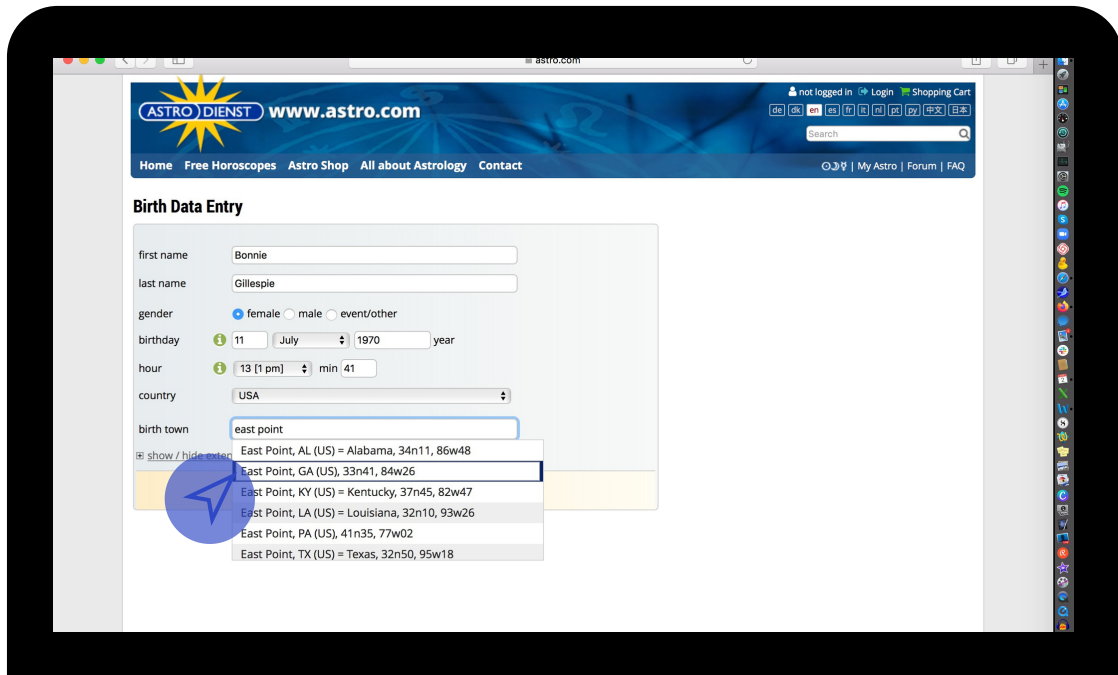 astro.com
not logged in Login Shopping Cart
ASTRO DIENST www.astro.com
de dk en es fr it nl pt py 中文 日本
Search
Home Free Horoscopes Astro Shop All about Astrology Contact
| My Astro | Forum | FAQ
Birth Data Entry
first name Bonnie
last name Gillespie
gender female male event/other
birthday 11 July 1970 year
hour 13 [1 pm] min 41
country USA
birth town east point
show / hide
East Point, AL (US) = Alabama, 34n11, 86w48
East Point, GA (US), 33n41, 84w26
East Point, KY (US) = Kentucky, 37n45, 82w47
East Point, LA (US) = Louisiana, 32n10, 93w26
East Point, PA (US), 41n35, 77w02
East Point, TX (US) = Texas, 32n50, 95w18